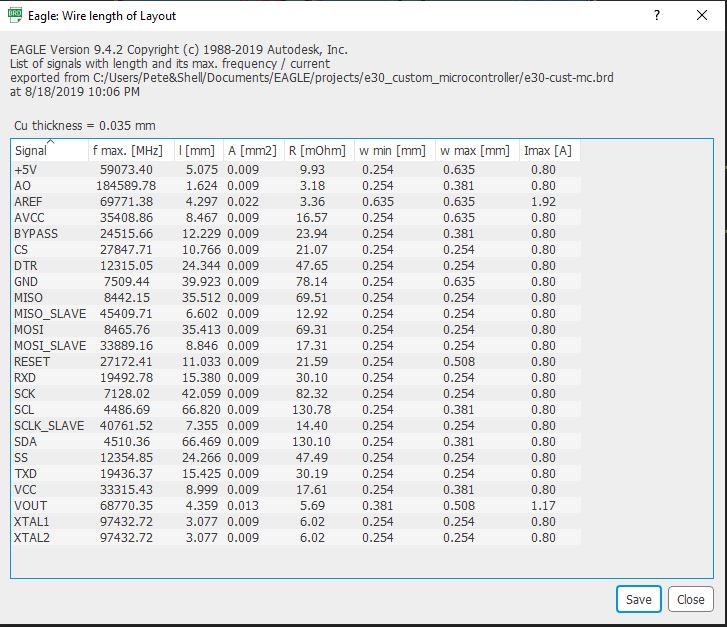 BRD
Eagle: Wire length of Layout
?
EAGLE Version 9.4.2 Copyright (c) 1988-2019 Autodesk, Inc.
List of signals with length and its max. frequency / current
exported from C:/Users/Pete&Shell/Documents/EAGLE/projects/e30_custom_microcontroller/e30-cust-mc.brd
at 8/18/2019 10:06 PM
Cu thickness = 0.035 mm
Signal f max. [MHz] l [mm] A [mm2] R [mOhm] w min [mm] w max [mm] Imax [A]
+5V 59073.40 5.075 0.009 9.93 0.254 0.635 0.80
AO 184589.78 1.624 0.009 3.18 0.254 0.381 0.80
AREF 69771.38 4.297 0.022 3.36 0.635 0.635 1.92
AVCC 35408.86 8.467 0.009 16.57 0.254 0.635 0.80
BYPASS 24515.66 12.229 0.009 23.94 0.254 0.381 0.80
CS 27847.71 10.766 0.009 21.07 0.254 0.254 0.80
DTR 12315.05 24.344 0.009 47.65 0.254 0.254 0.80
GND 7509.44 39.923 0.009 78.14 0.254 0.635 0.80
MISO 8442.15 35.512 0.009 69.51 0.254 0.254 0.80
MISO_SLAVE 45409.71 6.602 0.009 12.92 0.254 0.254 0.80
MOSI 8465.76 35.413 0.009 69.31 0.254 0.254 0.80
MOSI_SLAVE 33889.16 8.846 0.009 17.31 0.254 0.254 0.80
RESET 27172.41 11.033 0.009 21.59 0.254 0.508 0.80
RXD 19492.78 15.380 0.009 30.10 0.254 0.254 0.80
SCK 7128.02 42.059 0.009 82.32 0.254 0.254 0.80
SCL 4486.69 66.820 0.009 130.78 0.254 0.381 0.80
SCLK_SLAVE 40761.52 7.355 0.009 14.40 0.254 0.254 0.80
SDA 4510.36 66.469 0.009 130.10 0.254 0.381 0.80
SS 12354.85 24.266 0.009 47.49 0.254 0.254 0.80
TXD 19436.37 15.425 0.009 30.19 0.254 0.254 0.80
VCC 33315.43 8.999 0.009 17.61 0.254 0.381 0.80
VOUT 68770.35 4.359 0.013 5.69 0.381 0.508 1.17
XTAL1 97432.72 3.077 0.009 6.02 0.254 0.254 0.80
XTAL2 97432.72 3.077 0.009 6.02 0.254 0.254 0.80
Save Close